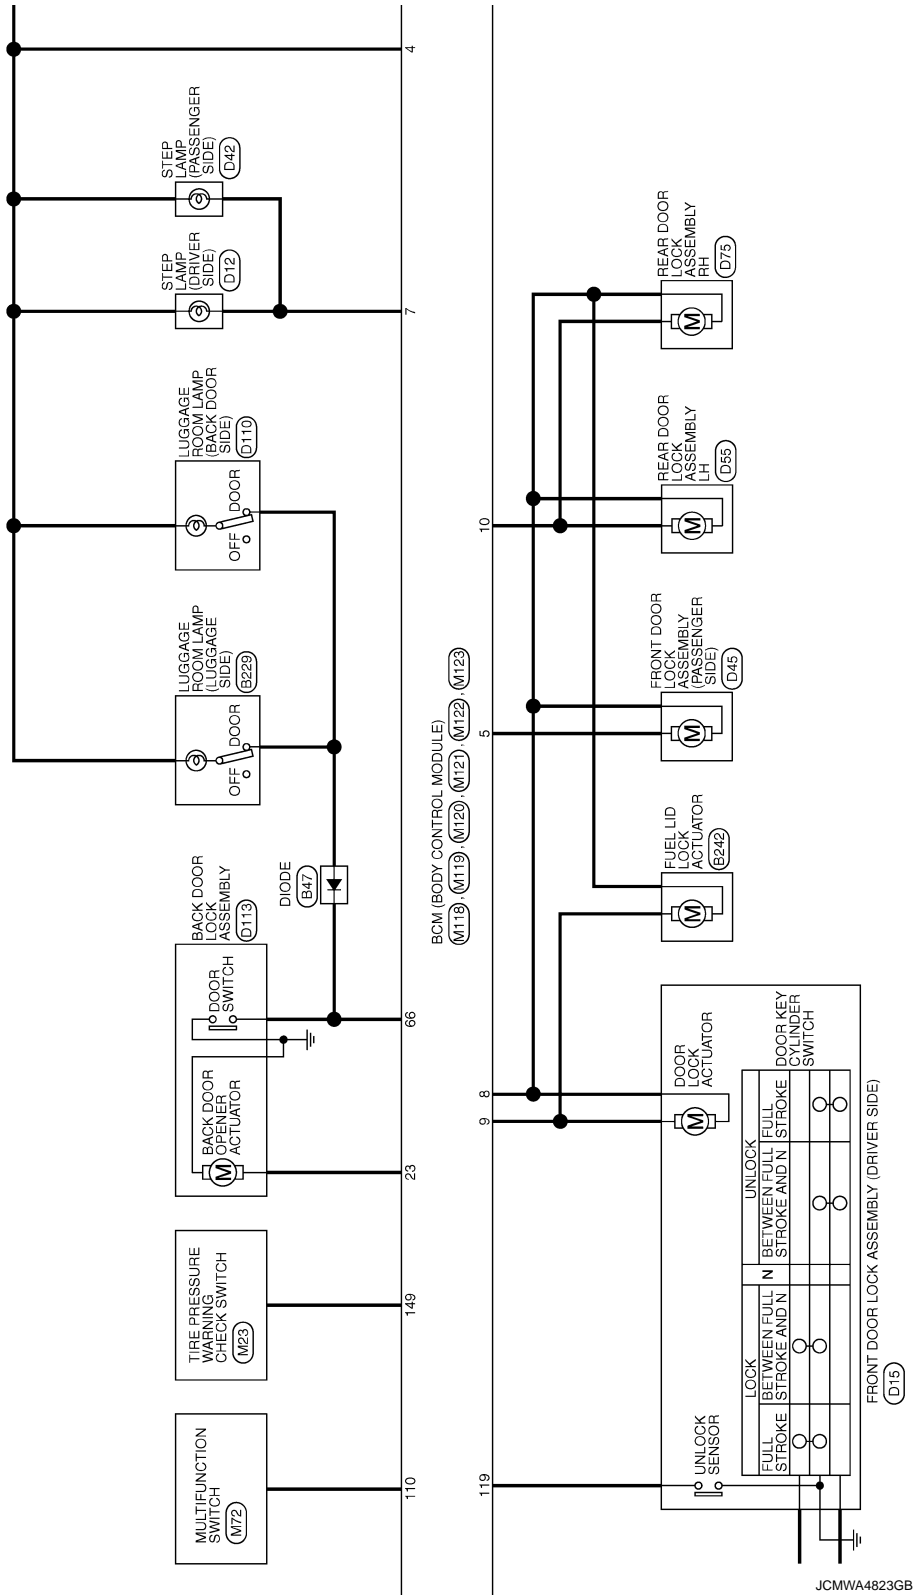 4
STEP
LAMP
(PASSENGER
SIDE)
D42
STEP
LAMP
(DRIVER
SIDE)
D12
7
LUGGAGE
ROOM LAMP
(BACK DOOR
SIDE)
D110
DOOR
OFF
LUGGAGE
ROOM LAMP
(LUGGAGE
SIDE)
B229
DOOR
OFF
DIODE
B47
BACK DOOR
LOCK
ASSEMBLY
D113
DOOR
SWITCH
BACK DOOR
OPENER
ACTUATOR
M
66
23
TIRE PRESSURE
WARNING
CHECK SWITCH
M23
149
MULTIFUNCTION
SWITCH
M72
110
BCM (BODY CONTROL MODULE)
M118 , M119 , M120 , M121 , M122 , M123
REAR DOOR
LOCK
ASSEMBLY
RH
D75
M
REAR DOOR
LOCK
ASSEMBLY
LH
D55
M
10
FRONT DOOR
LOCK
ASSEMBLY
(PASSENGER
SIDE)
D45
M
5
FUEL LID
LOCK
ACTUATOR
B242
M
8
9
DOOR
LOCK
ACTUATOR
M
DOOR KEY
CYLINDER
SWITCH
LOCK
N
UNLOCK
FULL
STROKE
BETWEEN FULL
STROKE AND N
BETWEEN FULL
STROKE AND N
FULL
STROKE
UNLOCK
SENSOR
119
FRONT DOOR LOCK ASSEMBLY (DRIVER SIDE)
D15
JCMWA4823GB